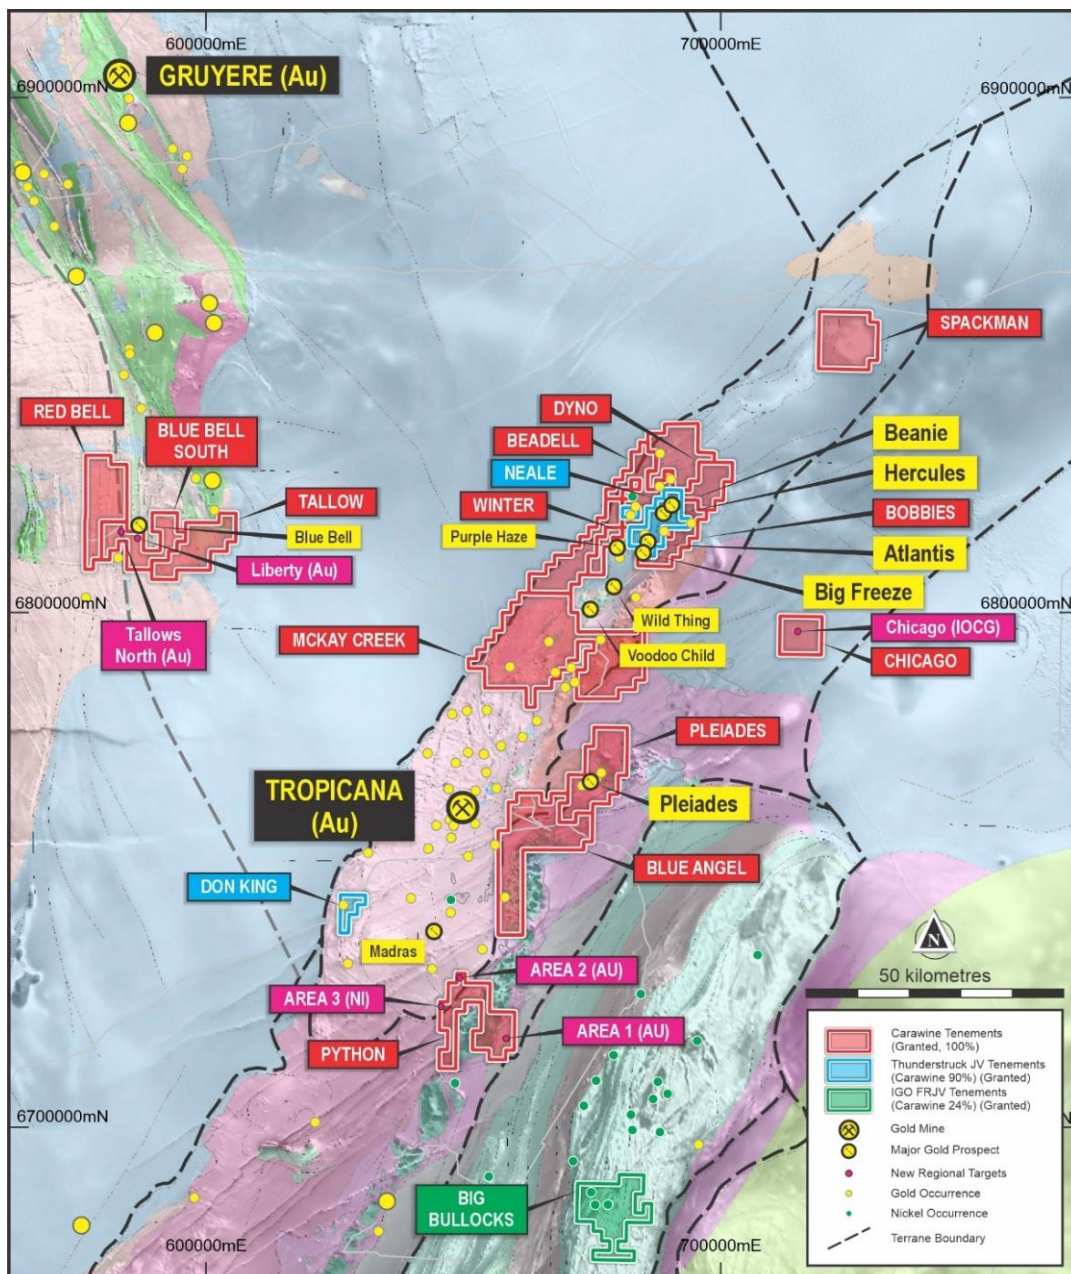 600000mE
700000mE
GRUYERE (Au)
6900000mN
6900000mN
SPACKMAN
RED BELL
BLUE BELL
SOUTH
DYNO
BEADELL
Beanie
NEALE
Hercules
TALLOW
WINTER
BOBBIES
Blue Bell
Purple Haze
Atlantis
Liberty (Au)
Big Freeze
6800000mN
6800000mN
Wild Thing
Chicago (IOCG)
Tallows
North (Au)
MCKAY CREEK
Voodoo Child
CHICAGO
PLEIADES
TROPICANA
(Au)
Pleiades
BLUE ANGEL
DON KING
Madras
N
AREA 2 (AU)
50 kilometres
AREA 3 (NI)
AREA 1 (AU)
PYTHON
Carawine Tenements
(Granted, 100%)
Thunderstruck JV Tenements
(Carawine 90%) (Granted)
IGO FRJV Tenements
(Carawine 24%) (Granted)
6700000mN
Gold Mine
Major Gold Prospect
New Regional Targets
Gold Occurrence
Nickel Occurrence
Terrane Boundary
BIG
BULLOCKS
600000mE
700000mE